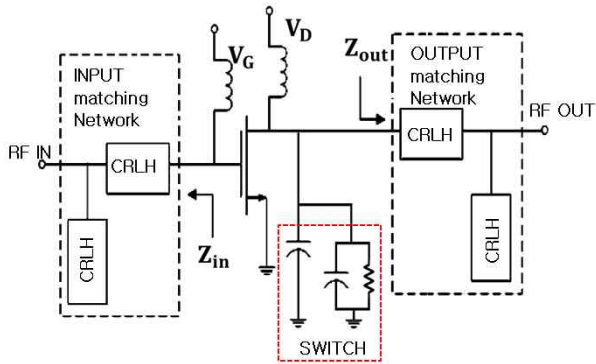 V_D
V_G
Z_out
OUTPUT
matching
Network
INPUT
matching
Network
RF OUT
CRLH
RF IN
CRLH
CRLH
CRLH
Z_in
SWITCH